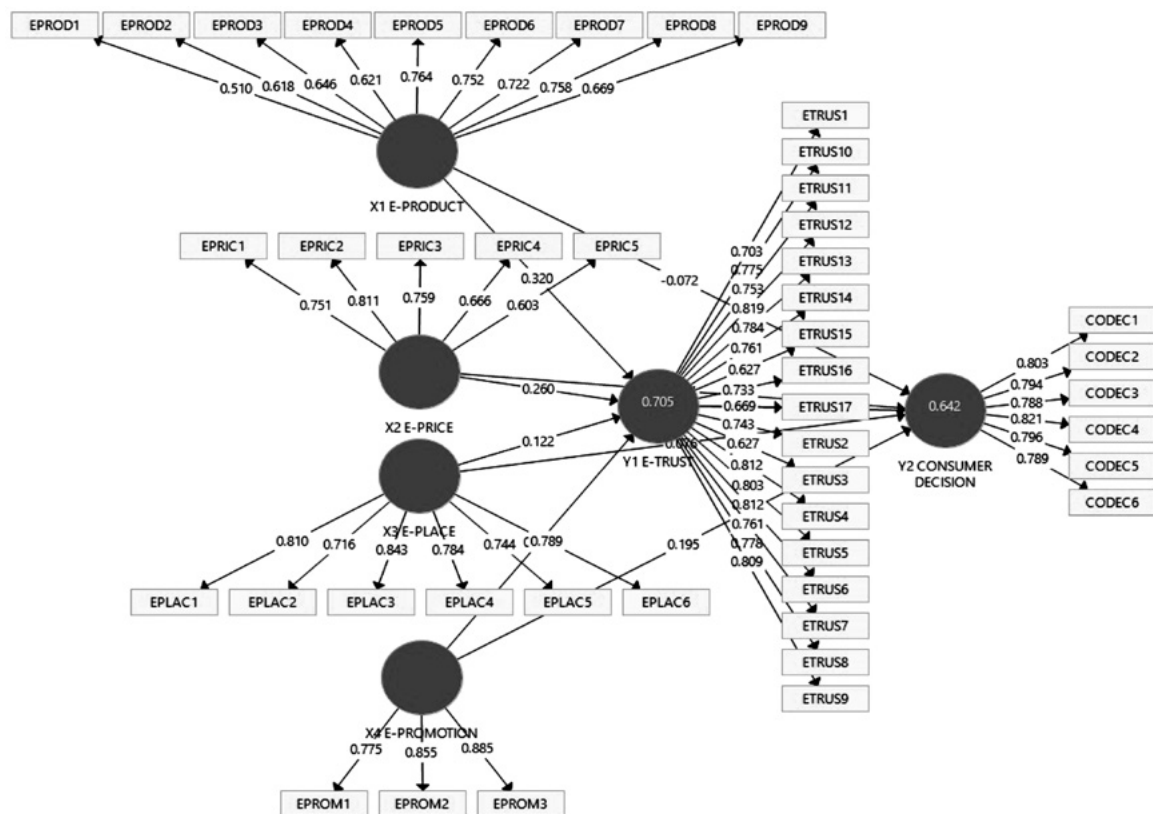 EPROD1 EPROD2 EPROD3 EPROD4 EPROD5 EPROD6 EPROD7 EPROD8 EPROD9
0.510 0.618 0.646 0.621 0.764 0.752 0.722 0.758 0.669
X1 E-PRODUCT
EPRIC1 EPRIC2 EPRIC3 EPRIC4 EPRIC5
0.751 0.811 0.759 0.666 0.603
0.320
-0.072
X2 E-PRICE
0.260
0.122
X3 E-PLACE
0.810 0.716 0.843 0.784 0.744 0.789
EPLAC1 EPLAC2 EPLAC3 EPLAC4 EPLAC5 EPLAC6
0.195
X4 E-PROMOTION
0.775 0.855 0.885
EPROM1 EPROM2 EPROM3
0.705
Y1 E-TRUST
0.076
0.703
0.775
0.753
0.819
0.784
0.761
0.627
0.733
0.669
0.743
0.627
0.812
0.803
0.812
0.761
0.778
0.809
ETRUS1
ETRUS10
ETRUS11
ETRUS12
ETRUS13
ETRUS14
ETRUS15
ETRUS16
ETRUS17
ETRUS2
ETRUS3
ETRUS4
ETRUS5
ETRUS6
ETRUS7
ETRUS8
ETRUS9
0.642
Y2 CONSUMER
DECISION
0.803
0.794
0.788
0.821
0.796
0.789
CODEC1
CODEC2
CODEC3
CODEC4
CODEC5
CODEC6